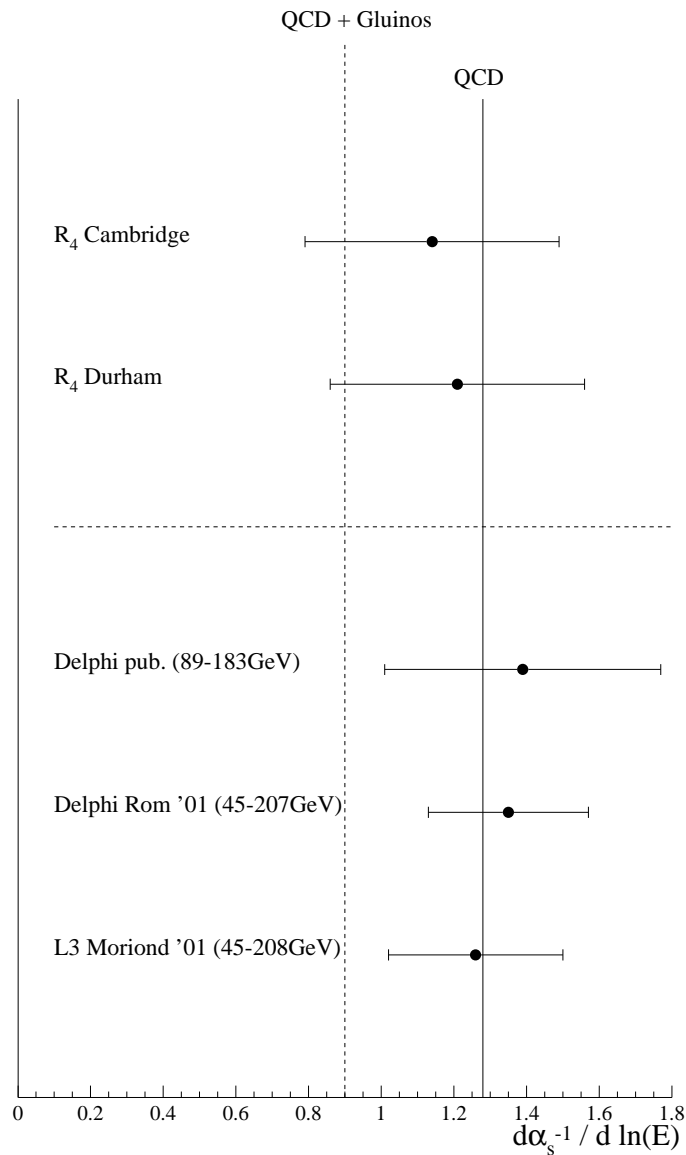 QCD + Gluinos
QCD
R₄ Cambridge
R₄ Durham
Delphi pub. (89-183GeV)
Delphi Rom ’01 (45-207GeV)
L3 Moriond ’01 (45-208GeV)
0 0.2 0.4 0.6 0.8 1 1.2 1.4 1.6 1.8
dαₛ⁻¹ / d ln(E)